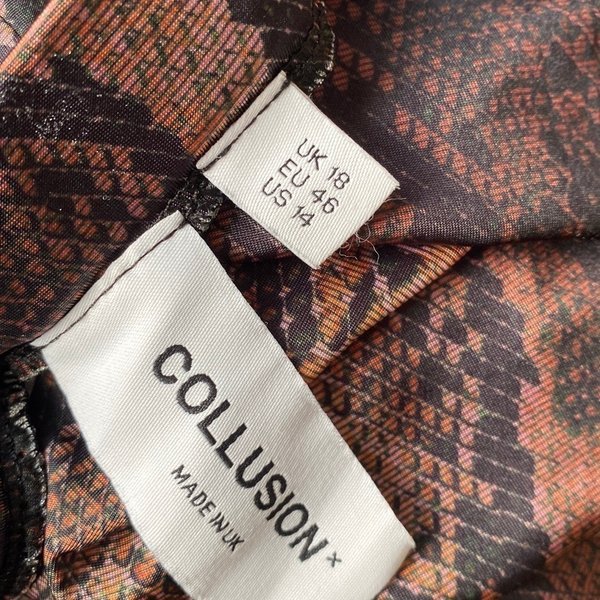 UK 18
EU 46
US 14
COLLUSION x
MADE IN UK